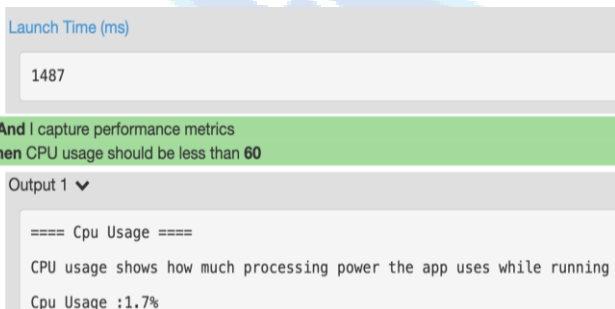 Launch Time (ms)
1487
And I capture performance metrics
hen CPU usage should be less than 60
Output 1
==== Cpu Usage ====
CPU usage shows how much processing power the app uses while running
Cpu Usage :1.7%